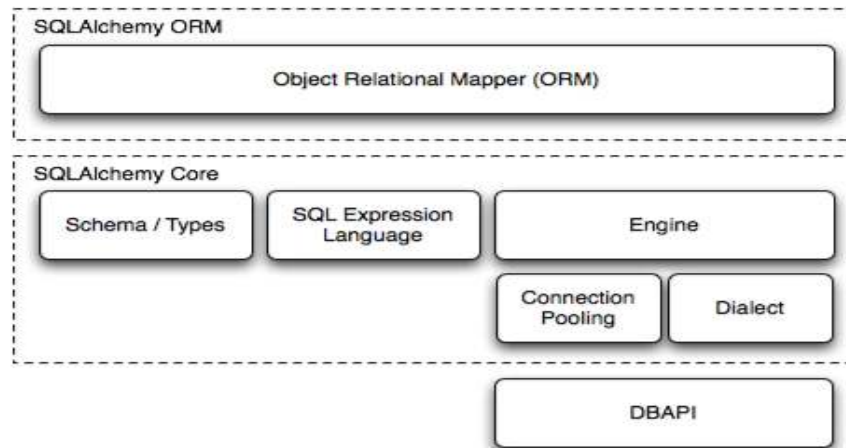 SQLAlchemy ORM
Object Relational Mapper (ORM)
SQLAlchemy Core
Schema / Types
SQL Expression
Language
Engine
Connection
Pooling
Dialect
DBAPI